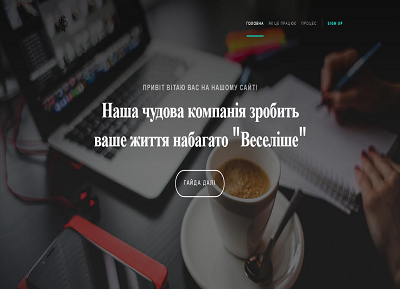 ГОЛОВНА ЯК ЦЕ ПРАЦЮЄ ПРОЦЕС SIGN UP
ПРИВІТ ВІТАЮ ВАС НА НАШОМУ САЙТІ
Наша чудова компанія зробить
ваше життя набагато "Веселіше"
ГАЙДА ДАЛІ